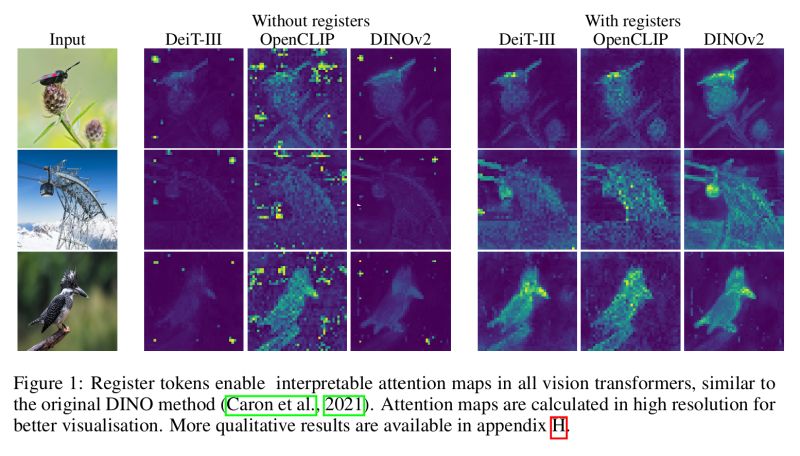 Without registers
With registers
Input
DeiT-III
OpenCLIP
DINOv2
DeiT-III
OpenCLIP
DINOv2
Figure 1: Register tokens enable interpretable attention maps in all vision transformers, similar to
the original DINO method (Caron et al., 2021). Attention maps are calculated in high resolution for
better visualisation. More qualitative results are available in appendix H.